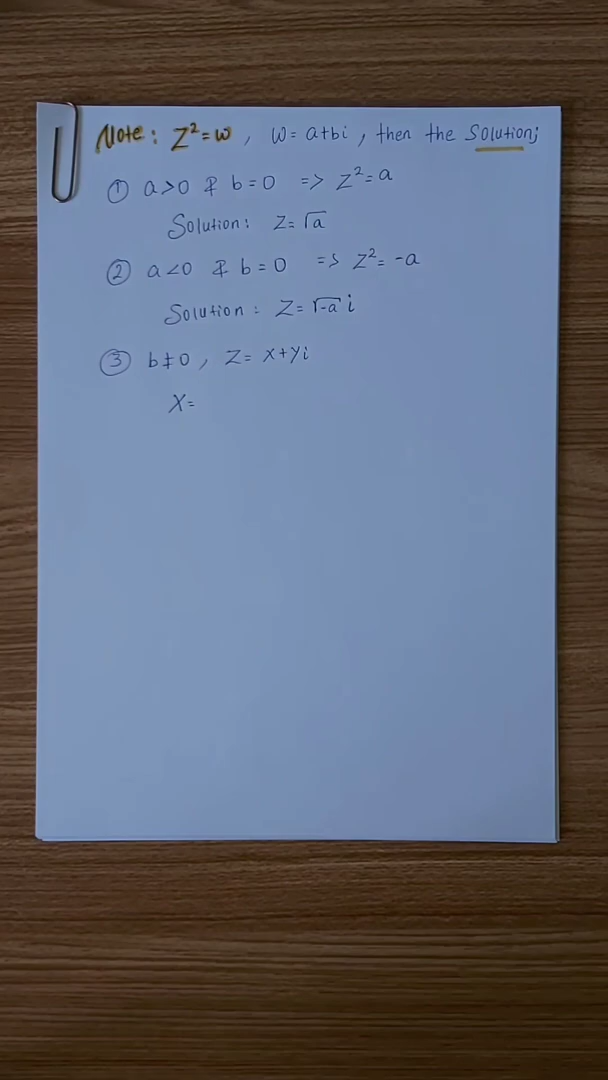 Note: Z²=w, w= a+bi, then the Solution;
① a>0 & b=0 => Z²=a
Solution: Z=√a
② a<0 & b=0 => Z²=-a
Solution: Z=√-a i
③ b≠0, Z= x+yi
X=